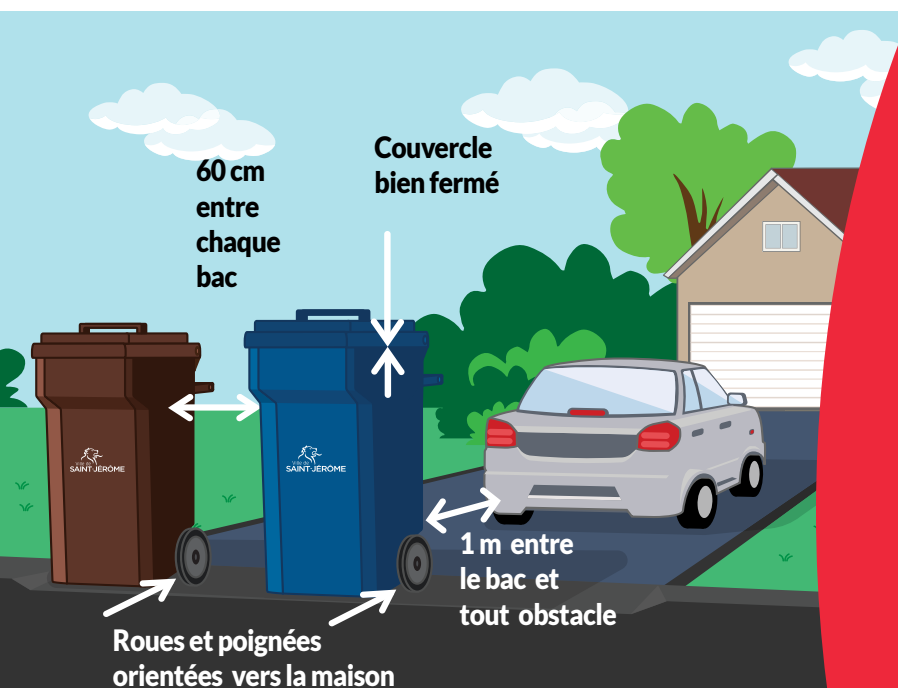 60 cm
entre
chaque
bac
Couvercle
bien fermé
Ville de
SAINT-JÉRÔME
Ville de
SAINT-JÉRÔME
1 m entre
le bac et
tout obstacle
Roues et poignées
orientées vers la maison